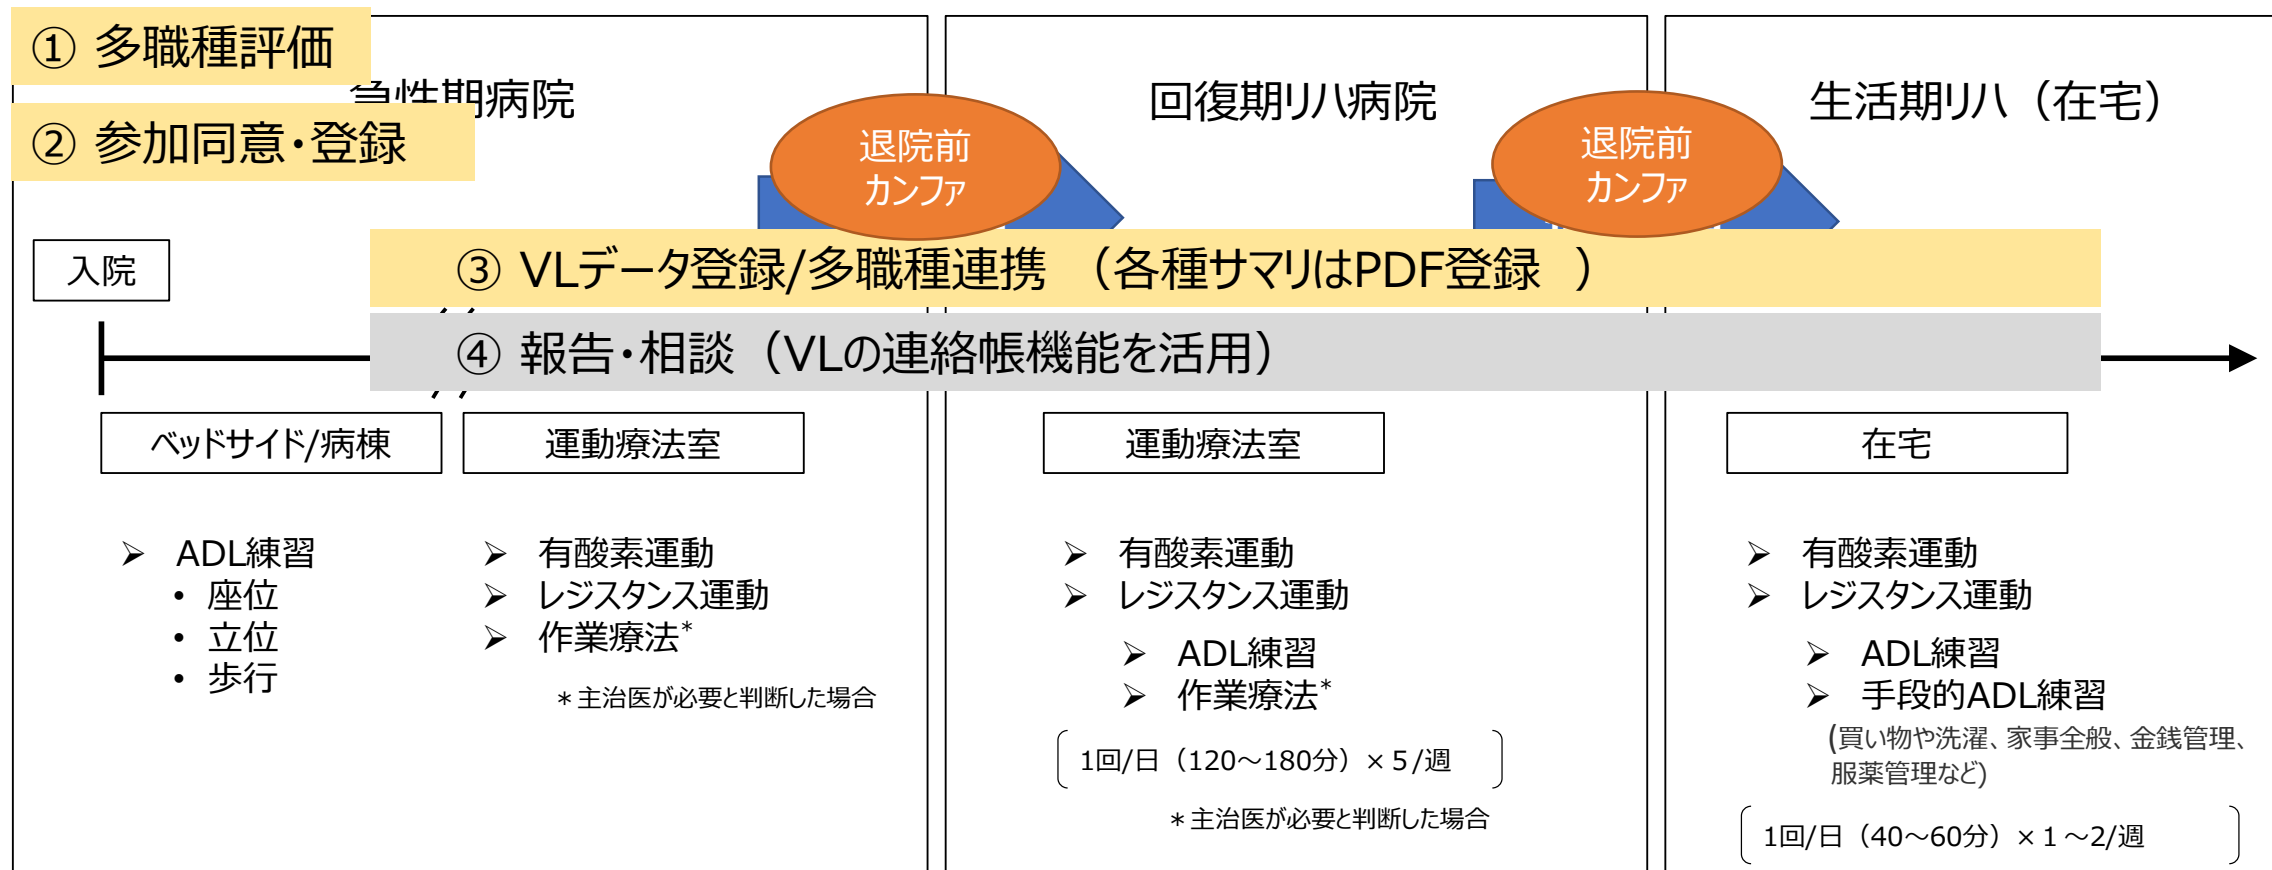 ① 多職種評価
② 参加同意・登録
急性期病院
退院前
カンファ
回復期リハ病院
退院前
カンファ
生活期リハ（在宅）
入院
③ VLデータ登録/多職種連携 （各種サマリはPDF登録 ）
④ 報告・相談（VLの連絡帳機能を活用）
ベッドサイド/病棟
➢ ADL練習
• 座位
• 立位
• 歩行
運動療法室
➢ 有酸素運動
➢ レジスタンス運動
➢ 作業療法*
＊主治医が必要と判断した場合
運動療法室
➢ 有酸素運動
➢ レジスタンス運動
➢ ADL練習
➢ 作業療法*
1回/日（120～180分）×５/週
＊主治医が必要と判断した場合
在宅
➢ 有酸素運動
➢ レジスタンス運動
➢ ADL練習
➢ 手段的ADL練習
(買い物や洗濯、家事全般、金銭管理、
服薬管理など)
1回/日（40～60分）×１～2/週